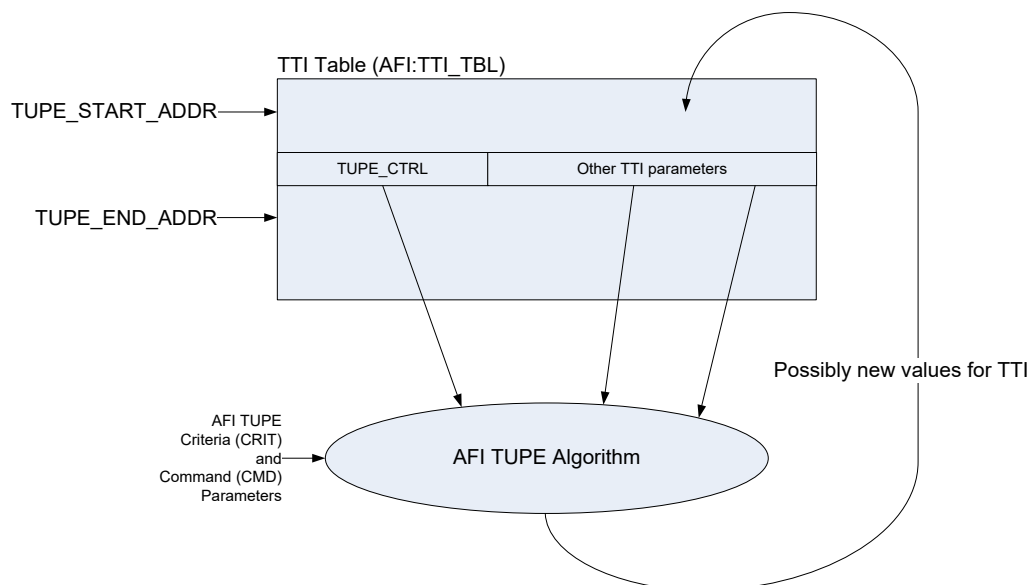 TTI Table (AFI:TTI_TBL)
TUPE_START_ADDR
TUPE_CTRL
Other TTI parameters
TUPE_END_ADDR
Possibly new values for TTI
AFI TUPE
Criteria (CRIT)
and
Command (CMD)
Parameters
AFI TUPE Algorithm